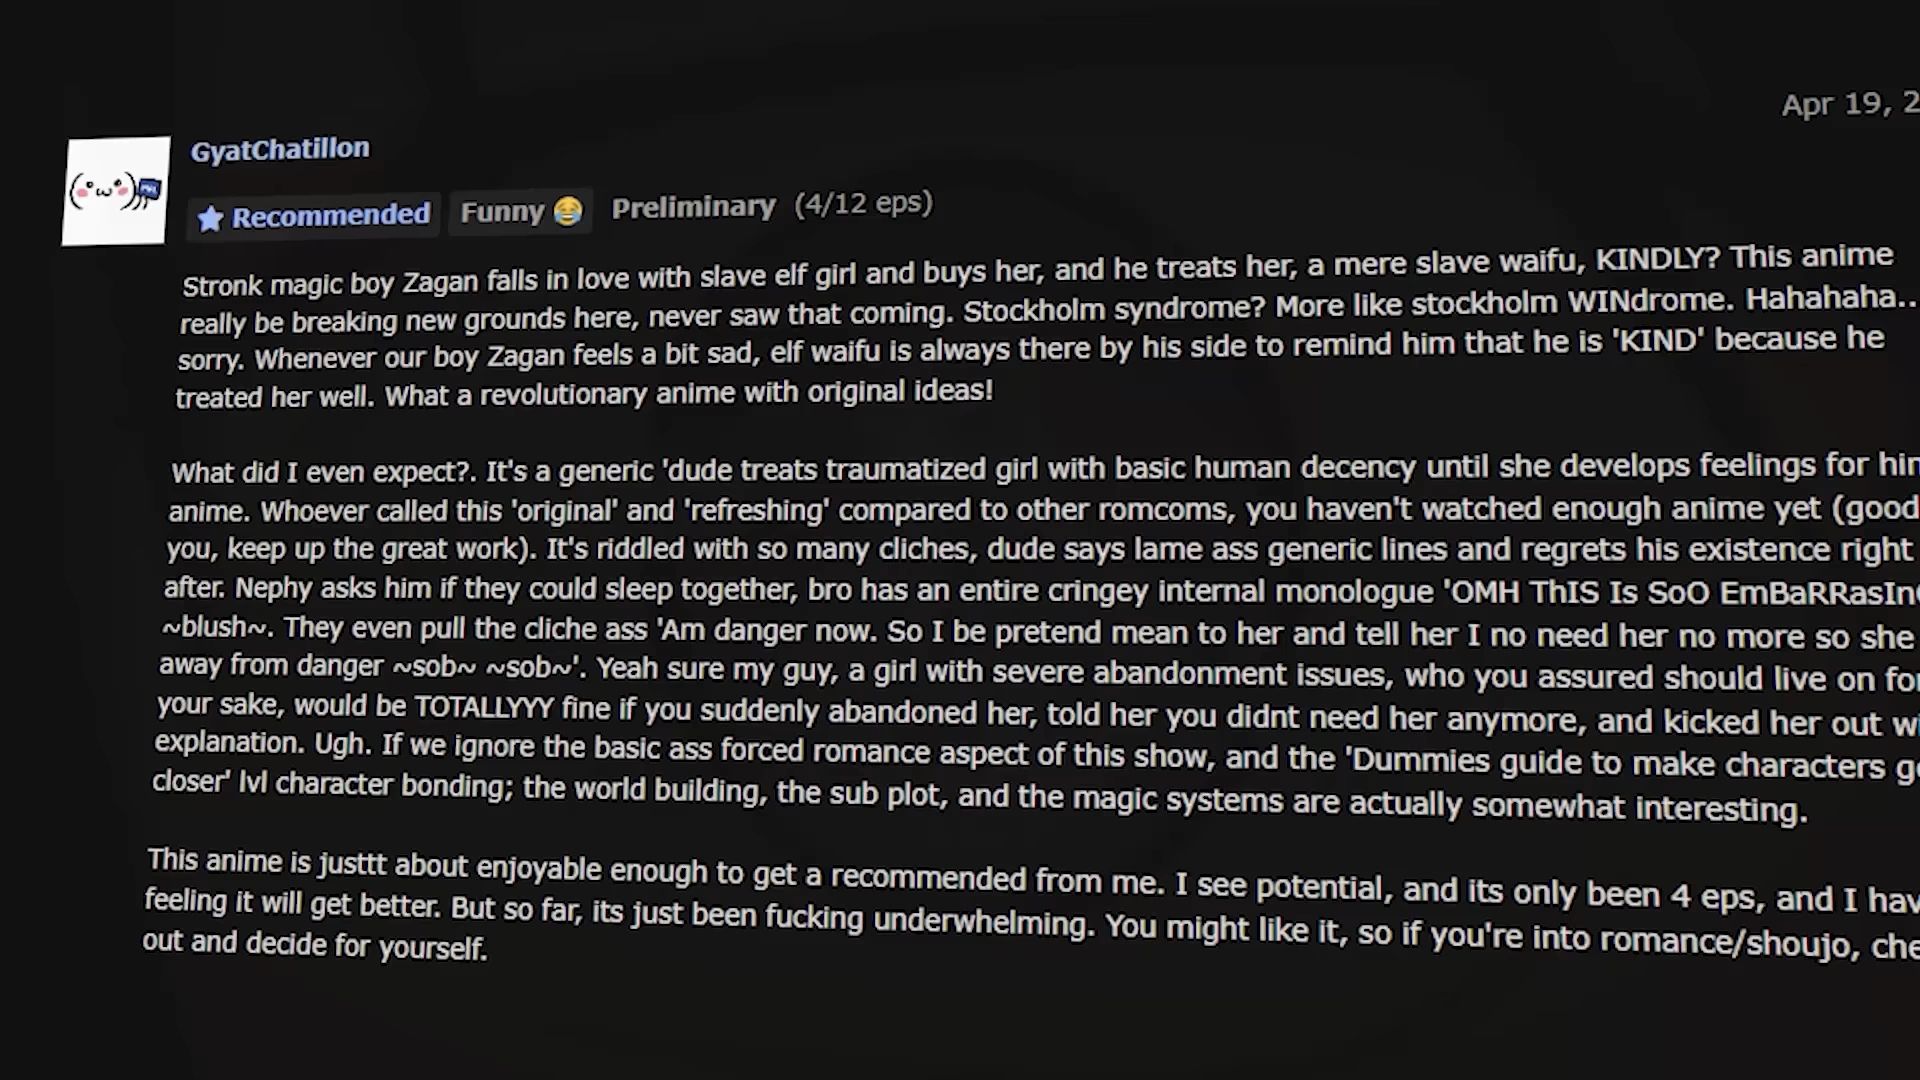 Apr 19, 2
GyatChatillon
Recommended Funny 😂 Preliminary (4/12 eps)
Stronk magic boy Zagan falls in love with slave elf girl and buys her, and he treats her, a mere slave waifu, KINDLY? This anime
really be breaking new grounds here, never saw that coming. Stockholm syndrome? More like stockholm WINdrome. Hahahaha..
sorry. Whenever our boy Zagan feels a bit sad, elf waifu is always there by his side to remind him that he is 'KIND' because he
treated her well. What a revolutionary anime with original ideas!
What did I even expect?. It's a generic 'dude treats traumatized girl with basic human decency until she develops feelings for
anime. Whoever called this 'original' and 'refreshing' compared to other romcoms, you haven't watched enough anime yet (good
you, keep up the great work). It's riddled with so many cliches, dude says lame ass generic lines and regrets his existence right
after. Nephy asks him if they could sleep together, bro has an entire cringey internal monologue 'OMH ThIS Is SoO
~blush~. They even pull the cliche ass 'Am danger now. So I be pretend mean to her and tell her I no need her no more so she
away from danger ~sob~ ~sob~'. Yeah sure my guy, a girl with severe abandonment issues, who you assured should live on
your sake, would be TOTALLYYY fine if you suddenly abandoned her, told her you didnt need her anymore, and kicked her out
explanation. Ugh. If we ignore the basic ass forced romance aspect of this show, and the 'Dummies guide to make characters
closer' lvl character bonding; the world building, the sub plot, and the magic systems are actually somewhat interesting.
This anime is justtt about enjoyable enough to get a recommended from me. I see potential, and its only been 4 eps, and I
feeling it will get better. But so far, its just been fucking underwhelming. You might like it, so if you're into romance/shoujo,
out and decide for yourself.